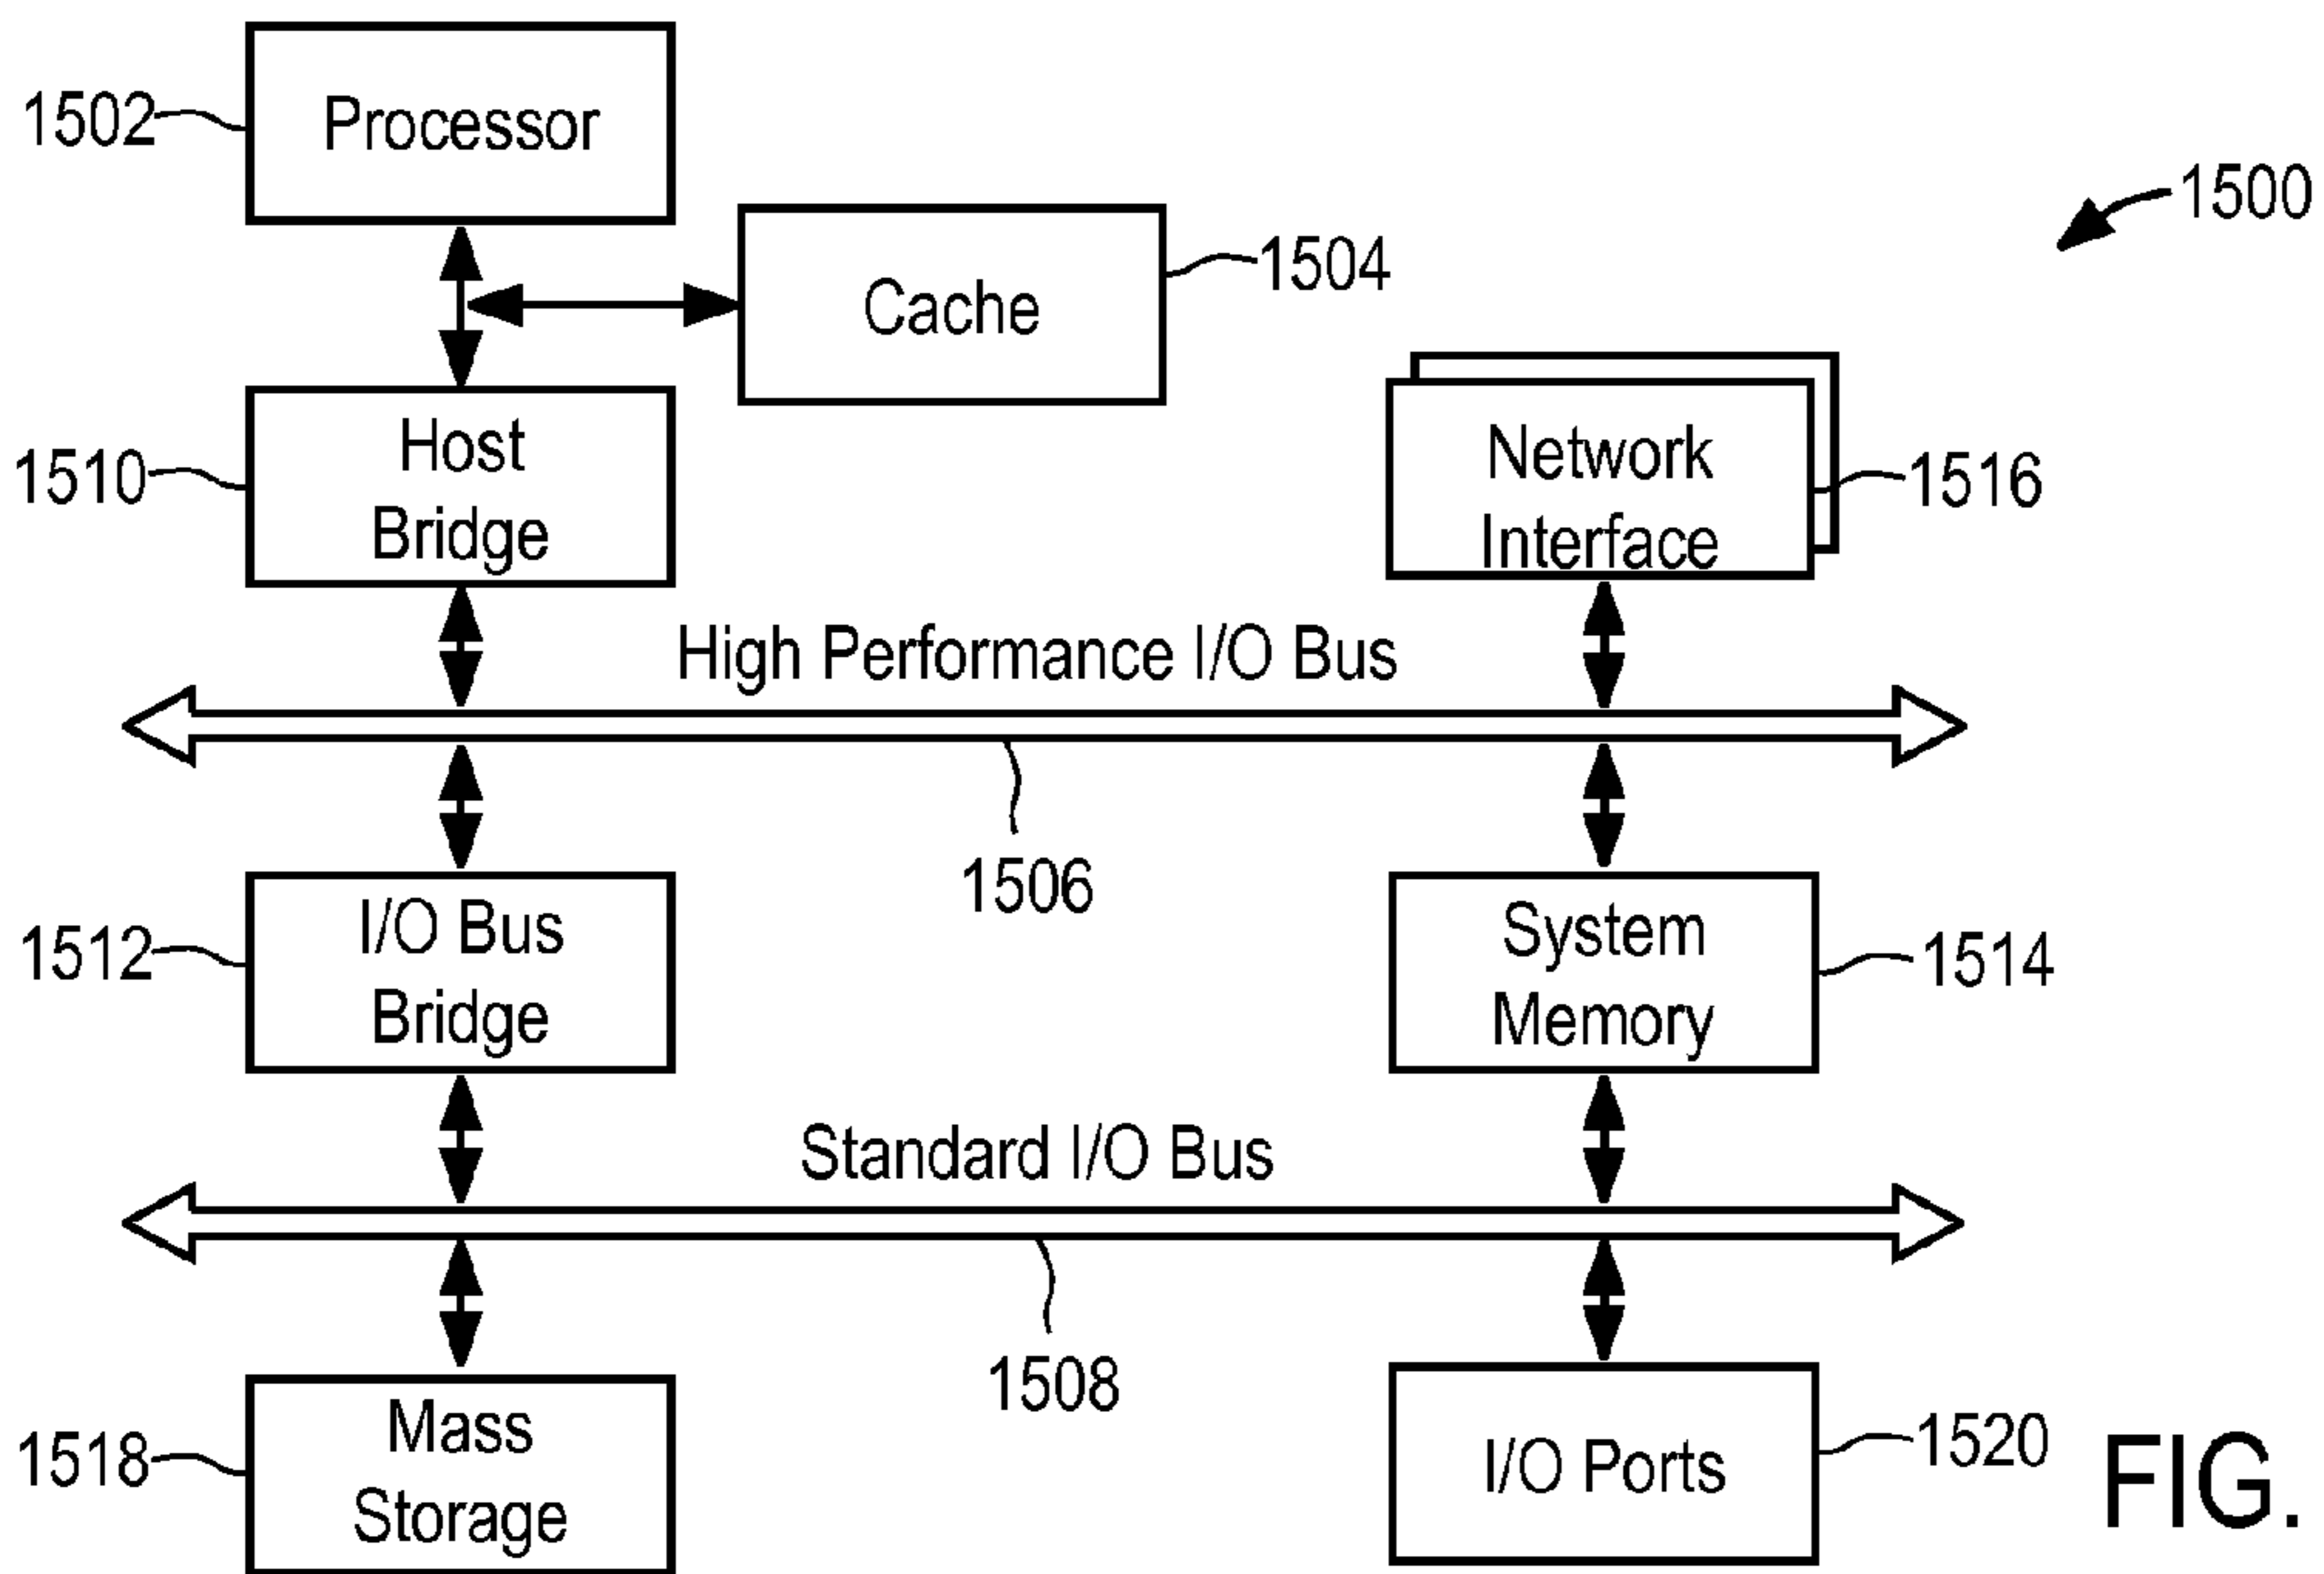 1502
Processor
1500
1504
Cache
1510
Host
Bridge
Network
Interface
1516
High Performance I/O Bus
1506
1512
I/O Bus
Bridge
System
Memory
1514
Standard I/O Bus
1508
1518
Mass
Storage
I/O Ports
1520
FIG.